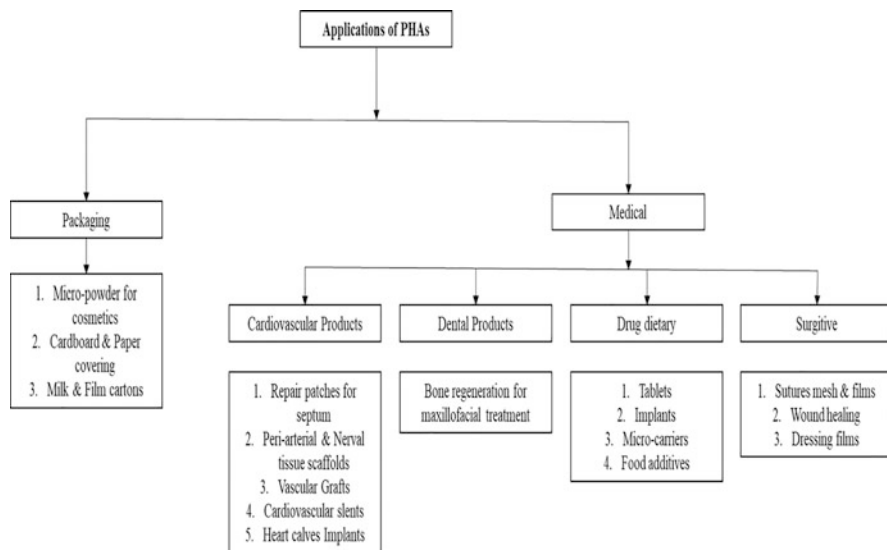 Applications of PHAs
Packaging
Medical
1. Micro-powder for
cosmetics
2. Cardboard & Paper
covering
3. Milk & Film cartons
Cardiovascular Products
Dental Products
Drug dietary
Surgitive
1. Repair patches for
septum
2. Peri-arterial & Nerval
tissue scaffolds
3. Vascular Grafts
4. Cardiovascular slents
5. Heart calves Implants
Bone regeneration for
maxillofacial treatment
1. Tablets
2. Implants
3. Micro-carriers
4. Food additives
1. Sutures mesh & films
2. Wound healing
3. Dressing films